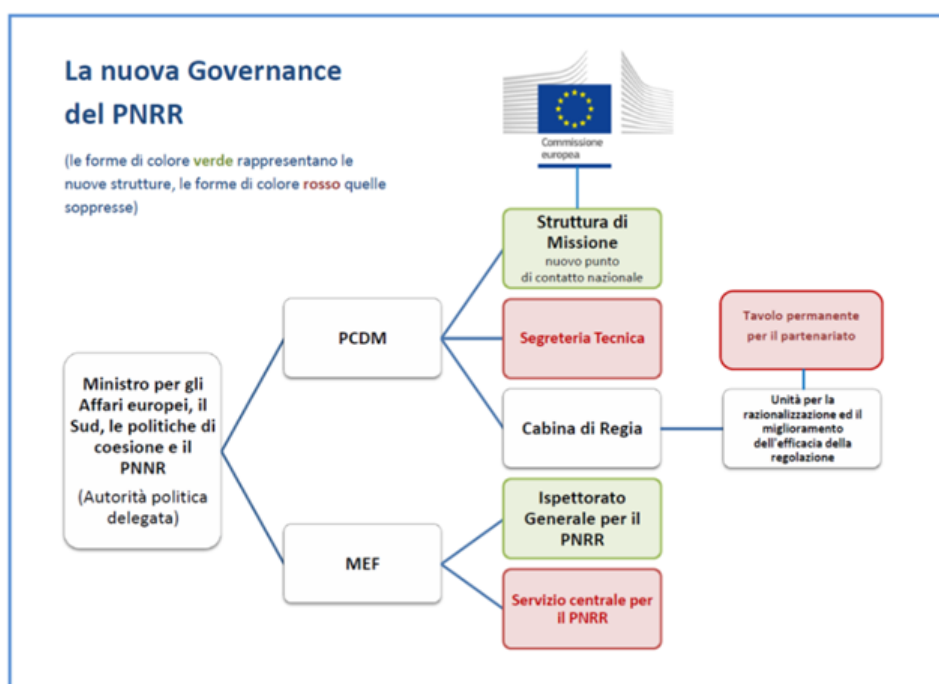 La nuova Governance
del PNRR
(le forme di colore verde rappresentano le
nuove strutture, le forme di colore rosso quelle
soppresse)
Commissione
europea
Struttura di
Missione
nuovo punto
di contatto nazionale
PCDM
Segreteria Tecnica
Tavolo permanente
per il partenariato
Ministro per gli
Affari europei, il
Sud, le politiche di
coesione e il
PNNR
(Autorità politica
delegata)
Cabina di Regia
Unità per la
razionalizzazione ed il
miglioramento
dell'efficacia della
regolazione
Ispettorato
Generale per il
PNRR
MEF
Servizio centrale per
il PNRR